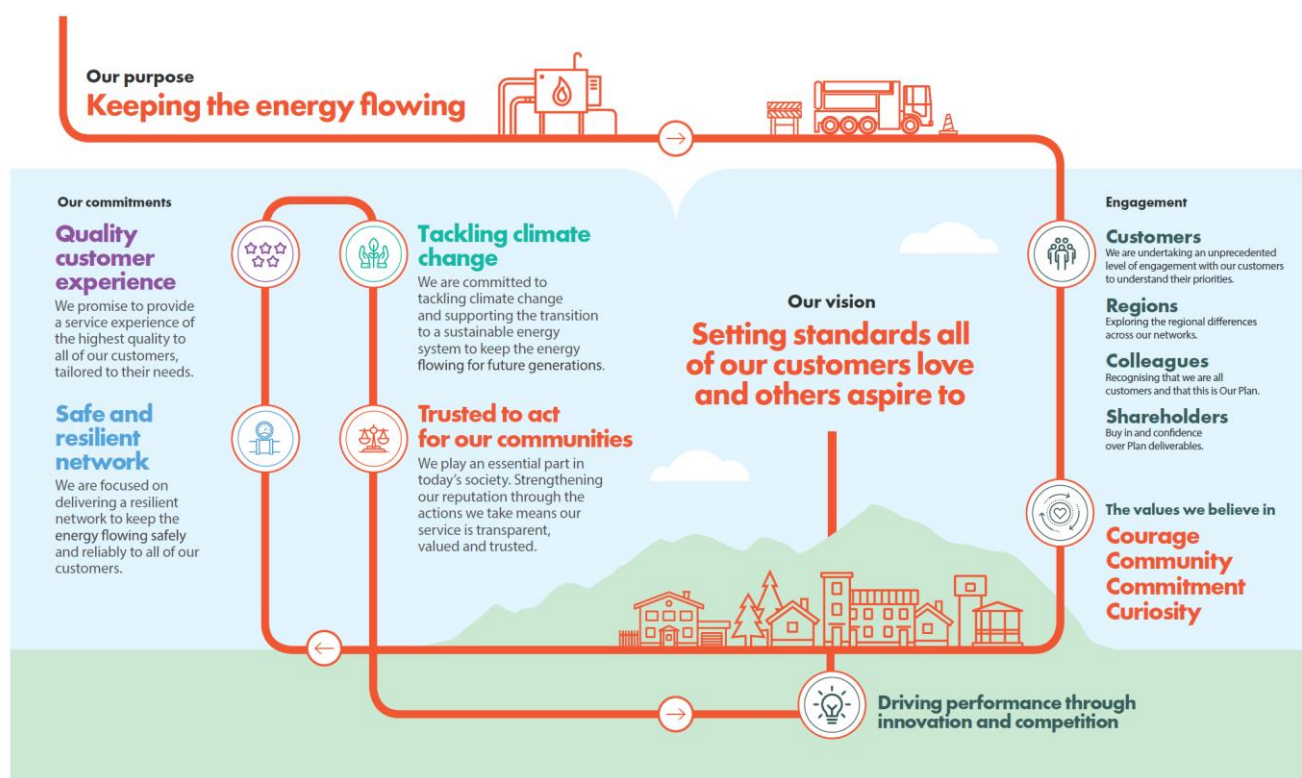 Our purpose
Keeping the energy flowing
Our commitments
Quality
customer
experience
We promise to provide
a service experience of
the highest quality to
all of our customers,
tailored to their needs.
Safe and
resilient
network
We are focused on
delivering a resilient
network to keep the
energy flowing safely
and reliably to all of our
customers.
Tackling climate
change
We are committed to
tackling climate change
and supporting the transition
to a sustainable energy
system to keep the energy
flowing for future generations.
Trusted to act
for our communities
We play an essential part in
today's society. Strengthening
our reputation through the
actions we take means our
service is transparent,
valued and trusted.
Our vision
Setting standards all
of our customers love
and others aspire to
Engagement
Customers
We are undertaking an unprecedented
level of engagement with our customers
to understand their priorities.
Regions
Exploring the regional differences
across our networks.
Colleagues
Recognising that we are all
customers and that this is Our Plan.
Shareholders
Buy in and confidence
over Plan deliverables.
The values we believe in
Courage
Community
Commitment
Curiosity
Driving performance through
innovation and competition